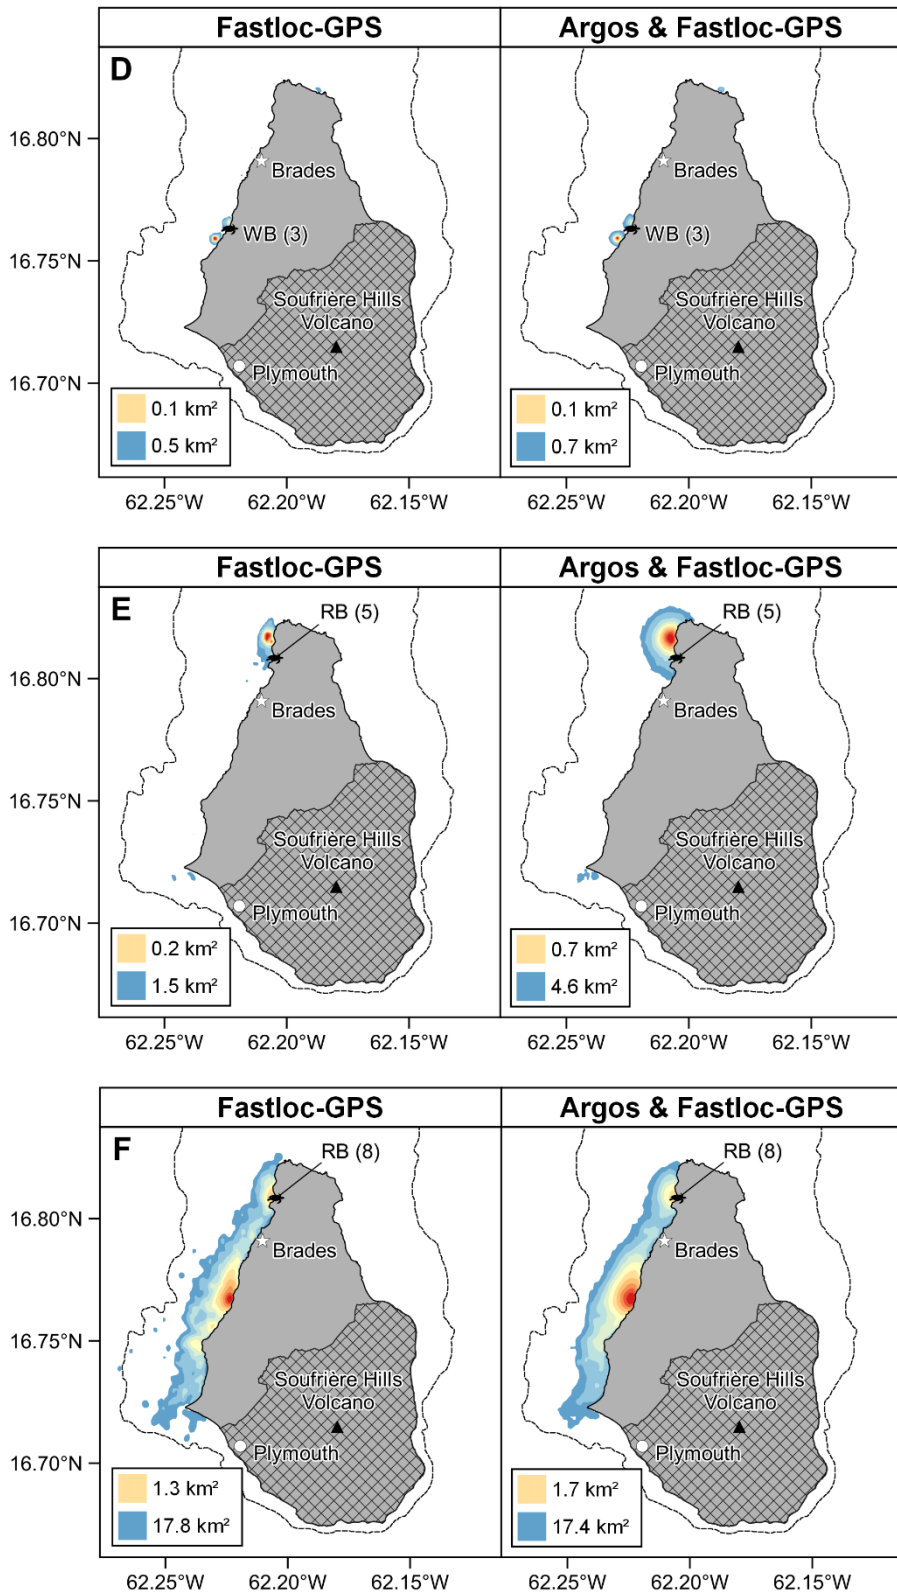 Fastloc-GPS
Argos & Fastloc-GPS
D
16.80°N
16.75°N
16.70°N
Brades
WB (3)
Soufrière Hills
Volcano
Plymouth
0.1 km²
0.5 km²
62.25°W
62.20°W
62.15°W
Brades
WB (3)
Soufrière Hills
Volcano
Plymouth
0.1 km²
0.7 km²
62.25°W
62.20°W
62.15°W
Fastloc-GPS
Argos & Fastloc-GPS
E
16.80°N
16.75°N
16.70°N
RB (5)
Brades
Soufrière Hills
Volcano
Plymouth
0.2 km²
1.5 km²
62.25°W
62.20°W
62.15°W
RB (5)
Brades
Soufrière Hills
Volcano
Plymouth
0.7 km²
4.6 km²
62.25°W
62.20°W
62.15°W
Fastloc-GPS
Argos & Fastloc-GPS
F
16.80°N
16.75°N
16.70°N
RB (8)
Brades
Soufrière Hills
Volcano
Plymouth
1.3 km²
17.8 km²
62.25°W
62.20°W
62.15°W
RB (8)
Brades
Soufrière Hills
Volcano
Plymouth
1.7 km²
17.4 km²
62.25°W
62.20°W
62.15°W